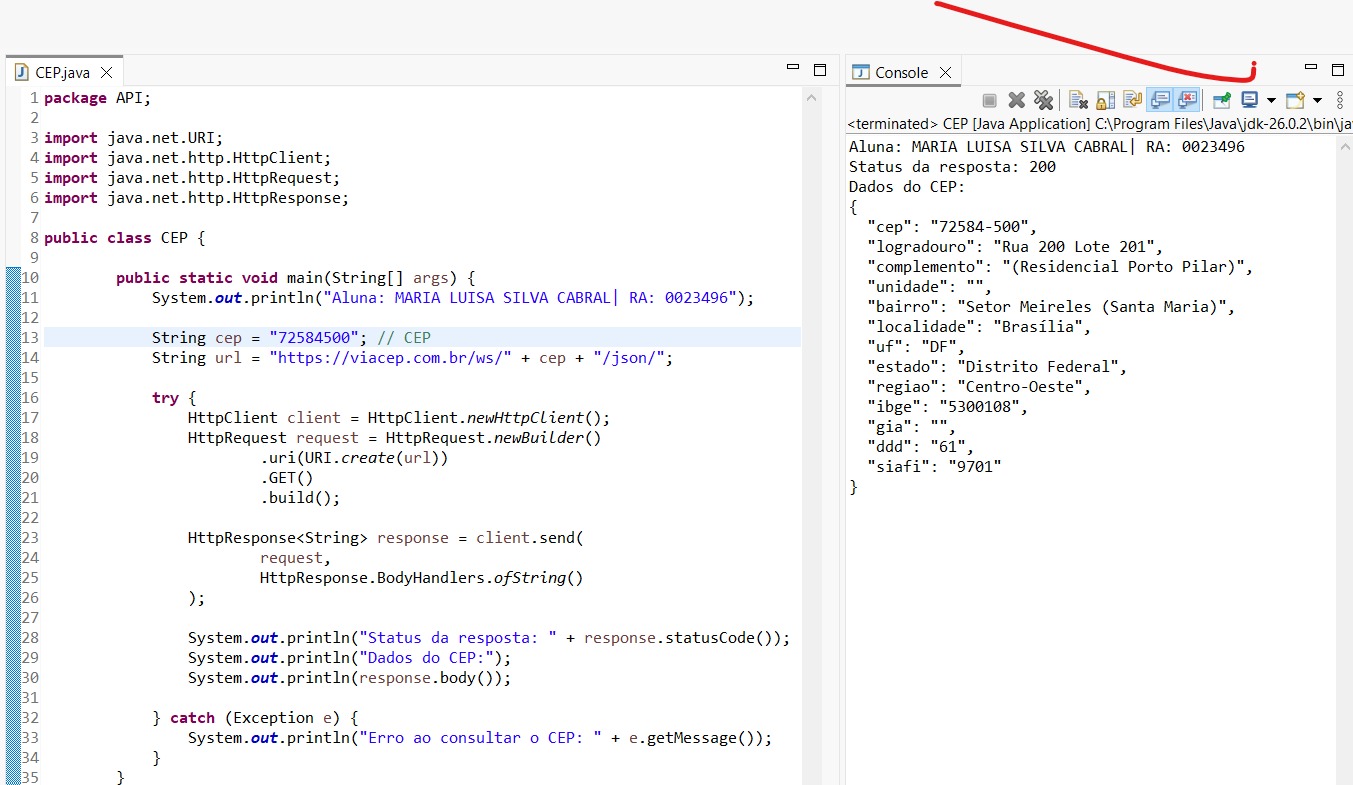 CEP.java
1 package API;
2
3 import java.net.URI;
4 import java.net.http.HttpClient;
5 import java.net.http.HttpRequest;
6 import java.net.http.HttpResponse;
7
8 public class CEP {
9
10 public static void main(String[] args) {
11 System.out.println("Aluna: MARIA LUISA SILVA CABRAL| RA: 0023496");
12
13 String cep = "72584500"; // CEP
14 String url = "https://viacep.com.br/ws/" + cep + "/json/";
15
16 try {
17 HttpClient client = HttpClient.newHttpClient();
18 HttpRequest request = HttpRequest.newBuilder()
19 .uri(URI.create(url))
20 .GET()
21 .build();
22
23 HttpResponse<String> response = client.send(
24 request,
25 HttpResponse.BodyHandlers.ofString()
26 );
27
28 System.out.println("Status da resposta: " + response.statusCode());
29 System.out.println("Dados do CEP:");
30 System.out.println(response.body());
31
32 } catch (Exception e) {
33 System.out.println("Erro ao consultar o CEP: " + e.getMessage());
34 }
35 }
Console
<terminated> CEP [Java Application] C:\Program Files\Java\jdk-26.0.2\bin\ja
Aluna: MARIA LUISA SILVA CABRAL| RA: 0023496
Status da resposta: 200
Dados do CEP:
{
"cep": "72584-500",
"logradouro": "Rua 200 Lote 201",
"complemento": "(Residencial Porto Pilar)",
"unidade": "",
"bairro": "Setor Meireles (Santa Maria)",
"localidade": "Brasília",
"uf": "DF",
"estado": "Distrito Federal",
"regiao": "Centro-Oeste",
"ibge": "5300108",
"gia": "",
"ddd": "61",
"siafi": "9701"
}